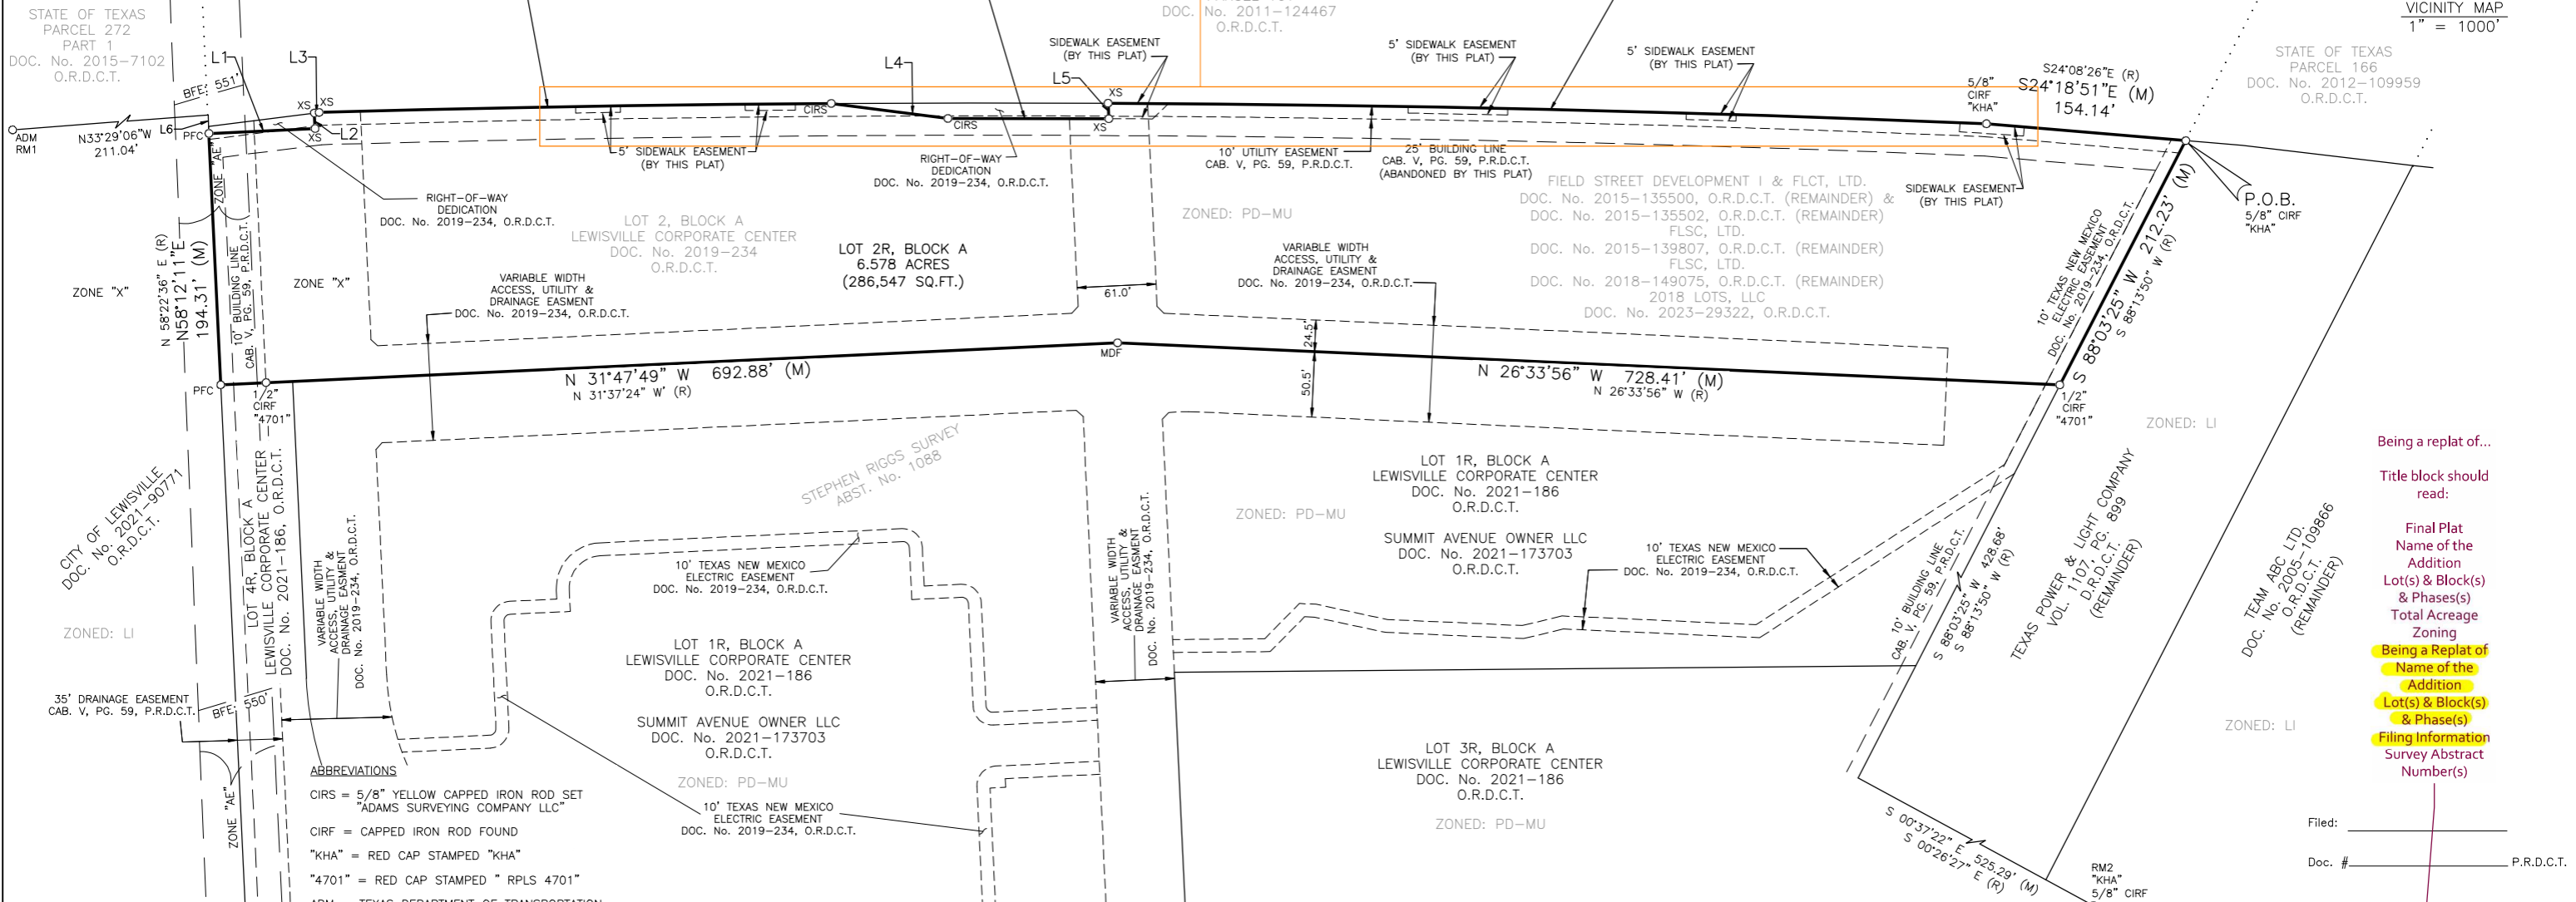 STATE OF TEXAS
PARCEL 272
PART 1
DOC. No. 2015-7102
O.R.D.C.T.
DOC. No. 2011-124467
O.R.D.C.T.
VICINITY MAP
1" = 1000'
STATE OF TEXAS
PARCEL 166
DOC. No. 2012-109959
O.R.D.C.T.
L1
L3
BFE: 551'
XS
XS
ADM
RM1
N33°29'06"W
211.04'
L6
PFC
XS
L2
L4
L5
SIDEWALK EASEMENT
(BY THIS PLAT)
XS
CIRS
CIRS
XS
5' SIDEWALK EASEMENT
(BY THIS PLAT)
5' SIDEWALK EASEMENT
(BY THIS PLAT)
5/8"
CIRF
"KHA"
S24°08'26"E (R)
S24°18'51"E (M)
154.14'
5' SIDEWALK EASEMENT
(BY THIS PLAT)
RIGHT-OF-WAY
DEDICATION
DOC. No. 2019-234, O.R.D.C.T.
10' UTILITY EASEMENT
CAB. V, PG. 59, P.R.D.C.T.
25' BUILDING LINE
CAB. V, PG. 59, P.R.D.C.T.
(ABANDONED BY THIS PLAT)
SIDEWALK EASEMENT
(BY THIS PLAT)
P.O.B.
5/8" CIRF
"KHA"
ZONE "AE"
RIGHT-OF-WAY
DEDICATION
DOC. No. 2019-234, O.R.D.C.T.
LOT 2, BLOCK A
LEWISVILLE CORPORATE CENTER
DOC. No. 2019-234
O.R.D.C.T.
LOT 2R, BLOCK A
6.578 ACRES
(286,547 SQ.FT.)
ZONED: PD-MU
FIELD STREET DEVELOPMENT I & FLCT, LTD.
DOC. No. 2015-135500, O.R.D.C.T. (REMAINDER) &
DOC. No. 2015-135502, O.R.D.C.T. (REMAINDER)
FLSC, LTD.
DOC. No. 2015-139807, O.R.D.C.T. (REMAINDER)
FLSC, LTD.
DOC. No. 2018-149075, O.R.D.C.T. (REMAINDER)
2018 LOTS, LLC
DOC. No. 2023-29322, O.R.D.C.T.
10' TEXAS NEW MEXICO
ELECTRIC EASEMENT
DOC. No. 2019-234, O.R.D.C.T.
S 88°03'25" W 212.23' (M)
S 88°13'50" W (R)
ZONE "X"
N 58°22'36" E (R)
N58°12'11"E
194.31' (M)
10' BUILDING LINE
CAB. V, PG. 59, P.R.D.C.T.
ZONE "X"
VARIABLE WIDTH
ACCESS, UTILITY &
DRAINAGE EASMENT
DOC. No. 2019-234, O.R.D.C.T.
VARIABLE WIDTH
ACCESS, UTILITY &
DRAINAGE EASMENT
DOC. No. 2019-234, O.R.D.C.T.
61.0'
24.5'
50.5'
MDF
N 31°47'49" W 692.88' (M)
N 31°37'24" W' (R)
N 26°33'56" W 728.41' (M)
N 26°33'56" W (R)
PFC
1/2"
CIRF
"4701"
1/2"
CIRF
"4701"
ZONED: LI
CITY OF LEWISVILLE
DOC. No. 2021-90771
O.R.D.C.T.
ZONED: LI
LOT 4R, BLOCK A
LEWISVILLE CORPORATE CENTER
DOC. No. 2021-186, O.R.D.C.T.
VARIABLE WIDTH
ACCESS, UTILITY &
DRAINAGE EASMENT
DOC. No. 2019-234, O.R.D.C.T.
STEPHEN RIGGS SURVEY
ABST. No. 1088
10' TEXAS NEW MEXICO
ELECTRIC EASEMENT
DOC. No. 2019-234, O.R.D.C.T.
LOT 1R, BLOCK A
LEWISVILLE CORPORATE CENTER
DOC. No. 2021-186
O.R.D.C.T.
SUMMIT AVENUE OWNER LLC
DOC. No. 2021-173703
O.R.D.C.T.
ZONED: PD-MU
10' TEXAS NEW MEXICO
ELECTRIC EASEMENT
DOC. No. 2019-234, O.R.D.C.T.
VARIABLE WIDTH
ACCESS, UTILITY &
DRAINAGE EASMENT
DOC. No. 2019-234, O.R.D.C.T.
ZONED: PD-MU
LOT 1R, BLOCK A
LEWISVILLE CORPORATE CENTER
DOC. No. 2021-186
O.R.D.C.T.
SUMMIT AVENUE OWNER LLC
DOC. No. 2021-173703
O.R.D.C.T.
10' TEXAS NEW MEXICO
ELECTRIC EASEMENT
DOC. No. 2019-234, O.R.D.C.T.
LOT 3R, BLOCK A
LEWISVILLE CORPORATE CENTER
DOC. No. 2021-186
O.R.D.C.T.
ZONED: PD-MU
10' BUILDING LINE
CAB. V, PG. 59, P.R.D.C.T.
S 88°03'25" W 428.68'
S 88°13'50" W (R)
TEXAS POWER & LIGHT COMPANY
VOL. 1107, PG. 899
D.R.D.C.T.
(REMAINDER)
TEAM ABC LTD.
DOC. No. 2005-109866
O.R.D.C.T.
(REMAINDER)
ZONED: LI
S 00°37'22" E 525.29' (M)
S 00°26'27" E (R)
RM2
"KHA"
5/8" CIRF
35' DRAINAGE EASEMENT
CAB. V, PG. 59, P.R.D.C.T.
BFE: 550'
ZONE "AE"
ABBREVIATIONS
CIRS = 5/8" YELLOW CAPPED IRON ROD SET
"ADAMS SURVEYING COMPANY LLC"
CIRF = CAPPED IRON ROD FOUND
"KHA" = RED CAP STAMPED "KHA"
"4701" = RED CAP STAMPED " RPLS 4701"
ADM = TEXAS DEPARTMENT OF TRANSPORTATION
Being a replat of...
Title block should
read:
Final Plat
Name of the
Addition
Lot(s) & Block(s)
& Phases(s)
Total Acreage
Zoning
Being a Replat of
Name of the
Addition
Lot(s) & Block(s)
& Phase(s)
Filing Information
Survey Abstract
Number(s)
Filed:
Doc. #
P.R.D.C.T.